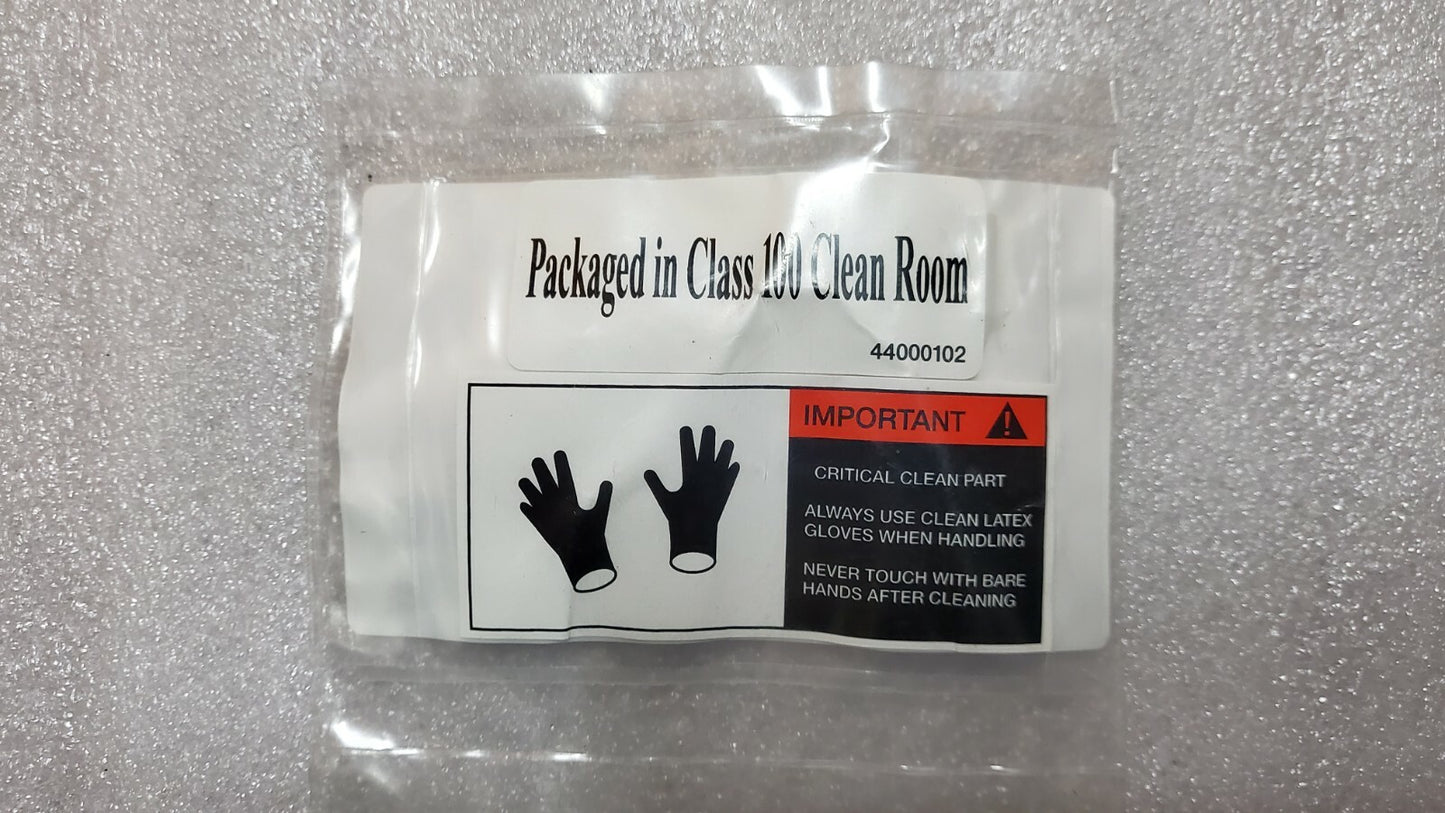 Packaged in Class 100 Clean Room
44000102
IMPORTANT
CRITICAL CLEAN PART
ALWAYS USE CLEAN LATEX
GLOVES WHEN HANDLING
NEVER TOUCH WITH BARE
HANDS AFTER CLEANING